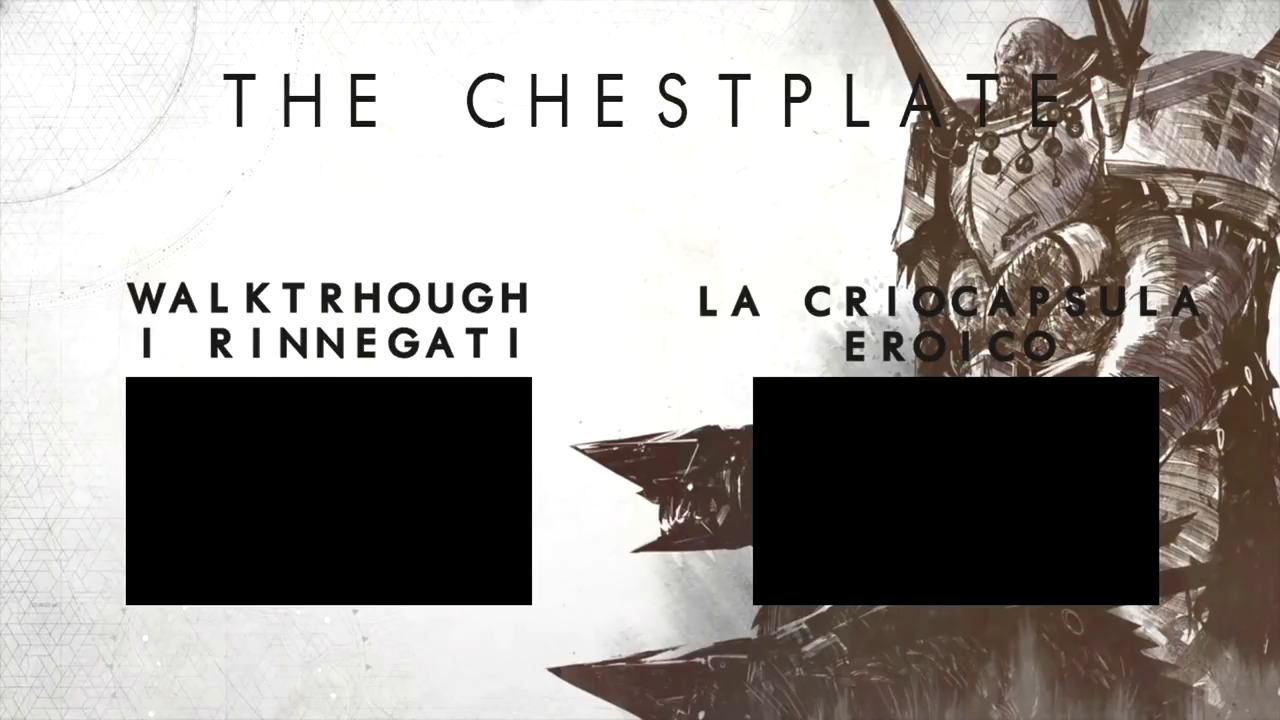 THE CHESTPLATE
WALKTRHOUGH
I RINNEGATI
LA CRIOCAPSULA
EROICO